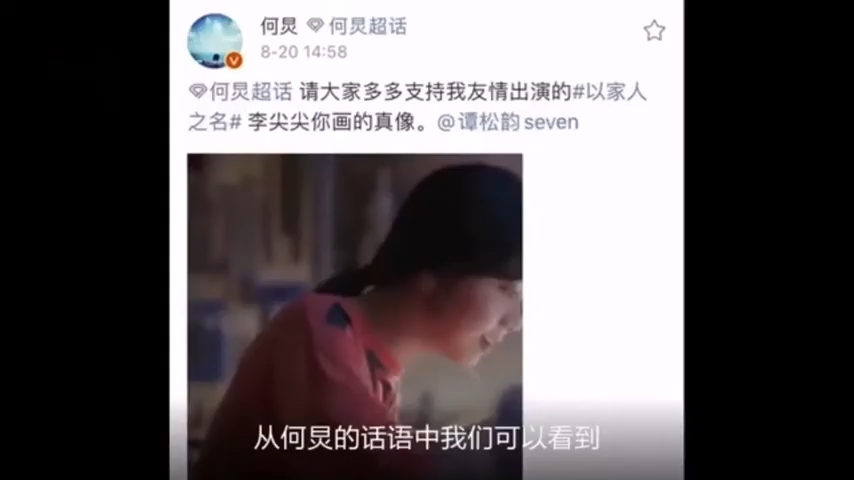 何炅 何炅超话
8-20 14:58
何炅超话 请大家多多支持我友情出演的#以家人
之名# 李尖尖你画的真像。@谭松韵seven
从何炅的话语中我们可以看到